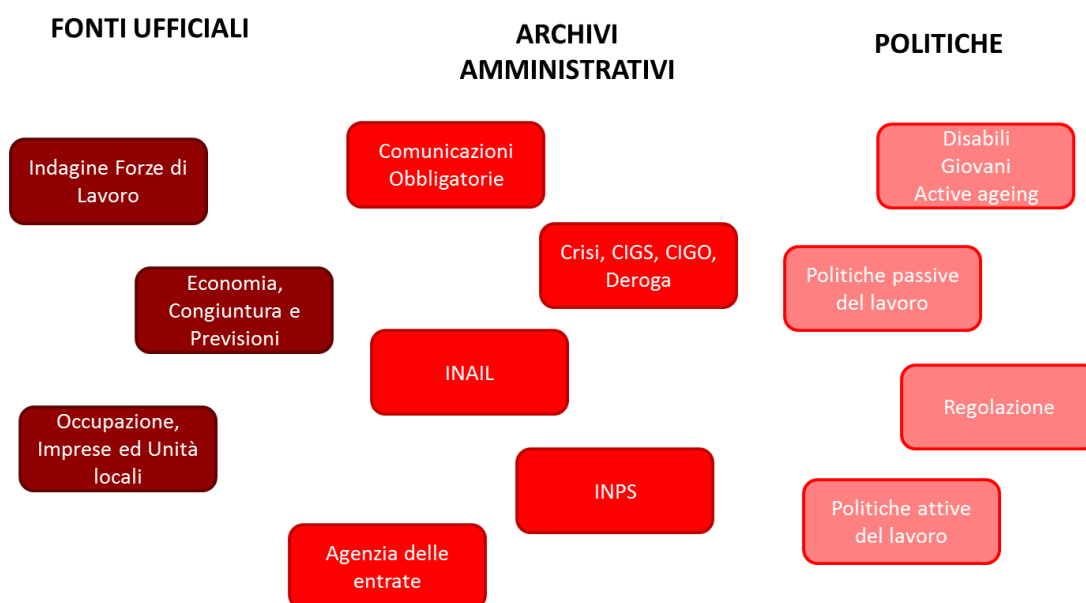 FONTI UFFICIALI
ARCHIVI
AMMINISTRATIVI
POLITICHE
Indagine Forze di
Lavoro
Economia,
Congiuntura e
Previsioni
Occupazione,
Imprese ed Unità
locali
Comunicazioni
Obbligatorie
Crisi, CIGS, CIGO,
Deroga
INAIL
INPS
Agenzia delle
entrate
Disabili
Giovani
Active ageing
Politiche passive
del lavoro
Regolazione
Politiche attive
del lavoro